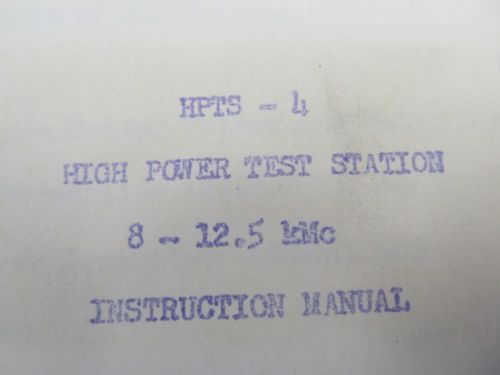 HPTS - 4
HIGH POWER TEST STATION
8 - 12.5 kMc
INSTRUCTION MANUAL